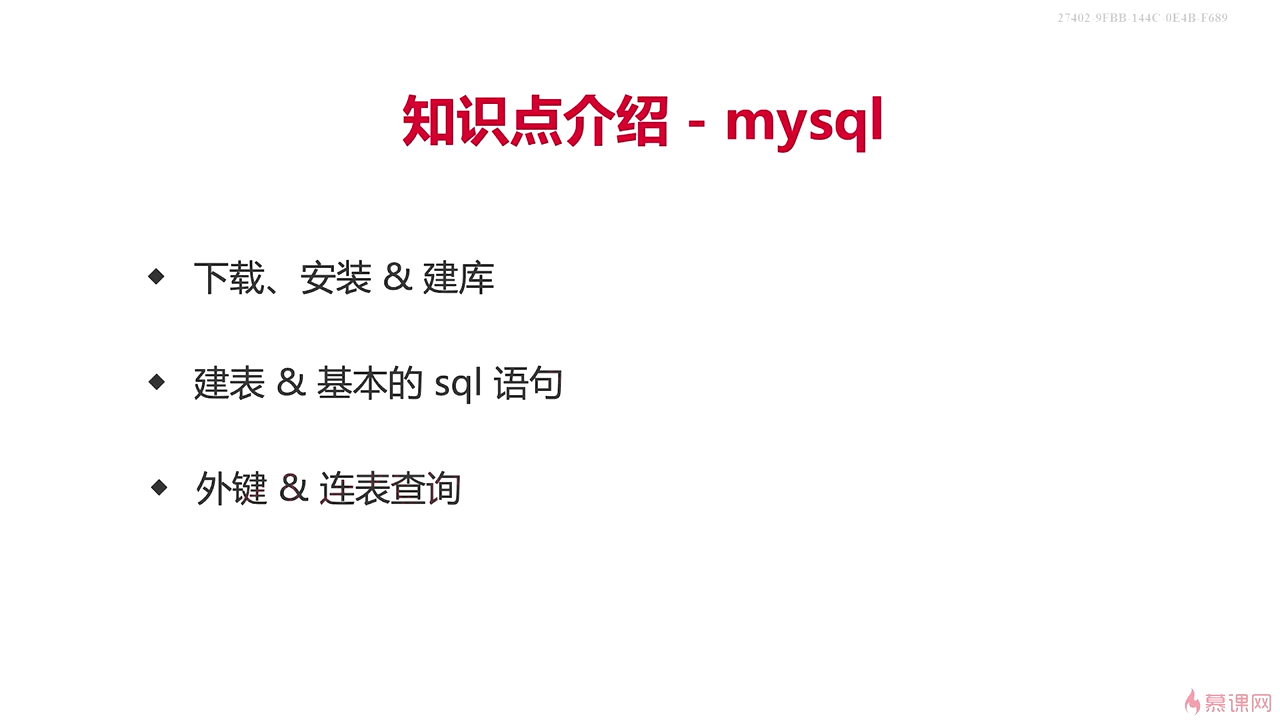 27402-9FBB-144C-0E4B-F689
知识点介绍 - mysql
下载、安装 & 建库
建表 & 基本的 sql 语句
外键 & 连表查询
慕课网